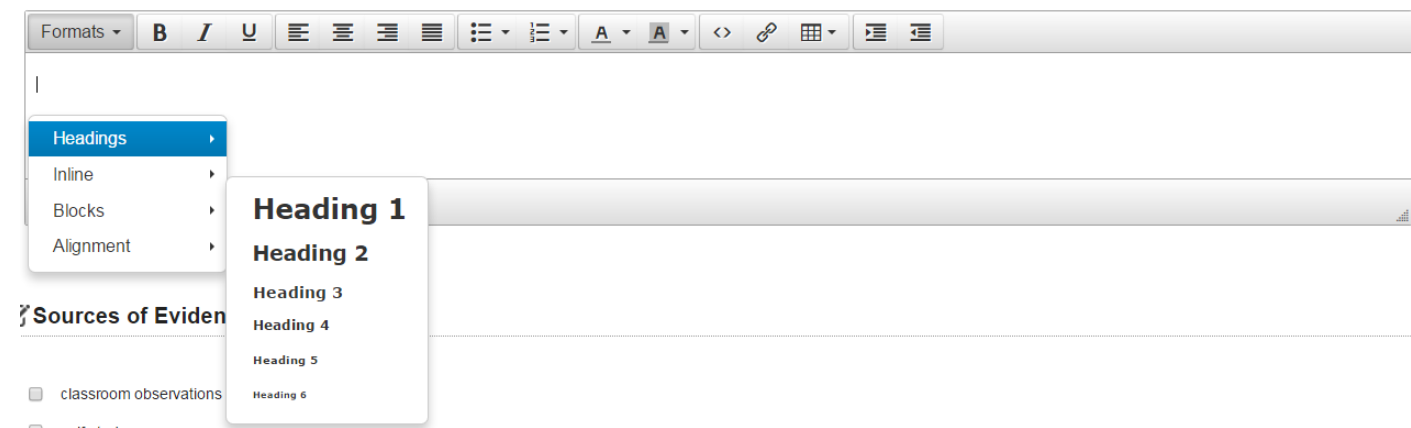 Formats B I U A A <>
Headings
Inline
Blocks
Alignment
Heading 1
Heading 2
Heading 3
Heading 4
Heading 5
Heading 6
Sources of Eviden
classroom observations